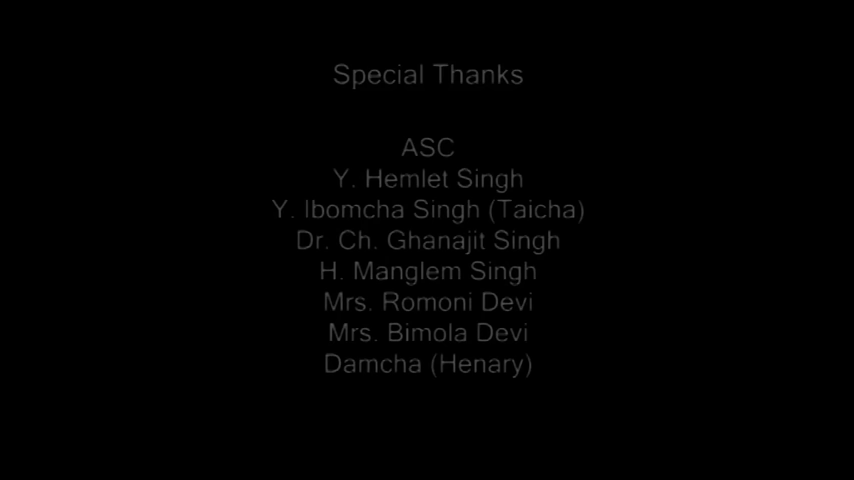 Special Thanks
ASC
Y. Hemlet Singh
Y. Ibomcha Singh (Taicha)
Dr. Ch. Ghanajit Singh
H. Manglem Singh
Mrs. Romoni Devi
Mrs. Bimola Devi
Damcha (Henary)